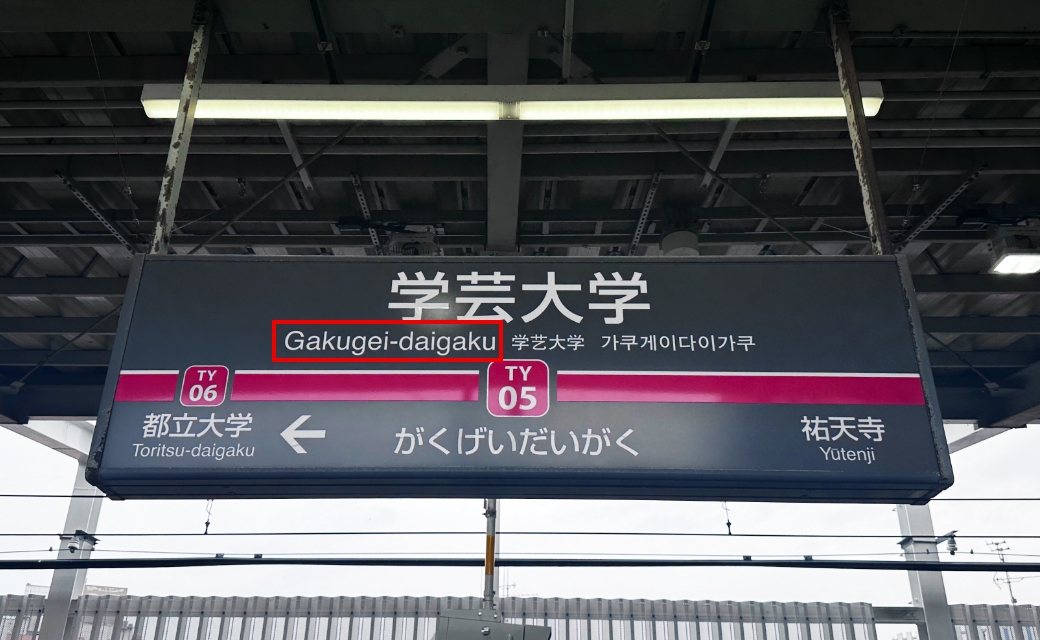 学芸大学
Gakugei-daigaku 学艺大学 가쿠게이다이가쿠
TY 06
TY 05
都立大学 ← がくげいだいがく 祐天寺
Toritsu-daigaku Yūtenji